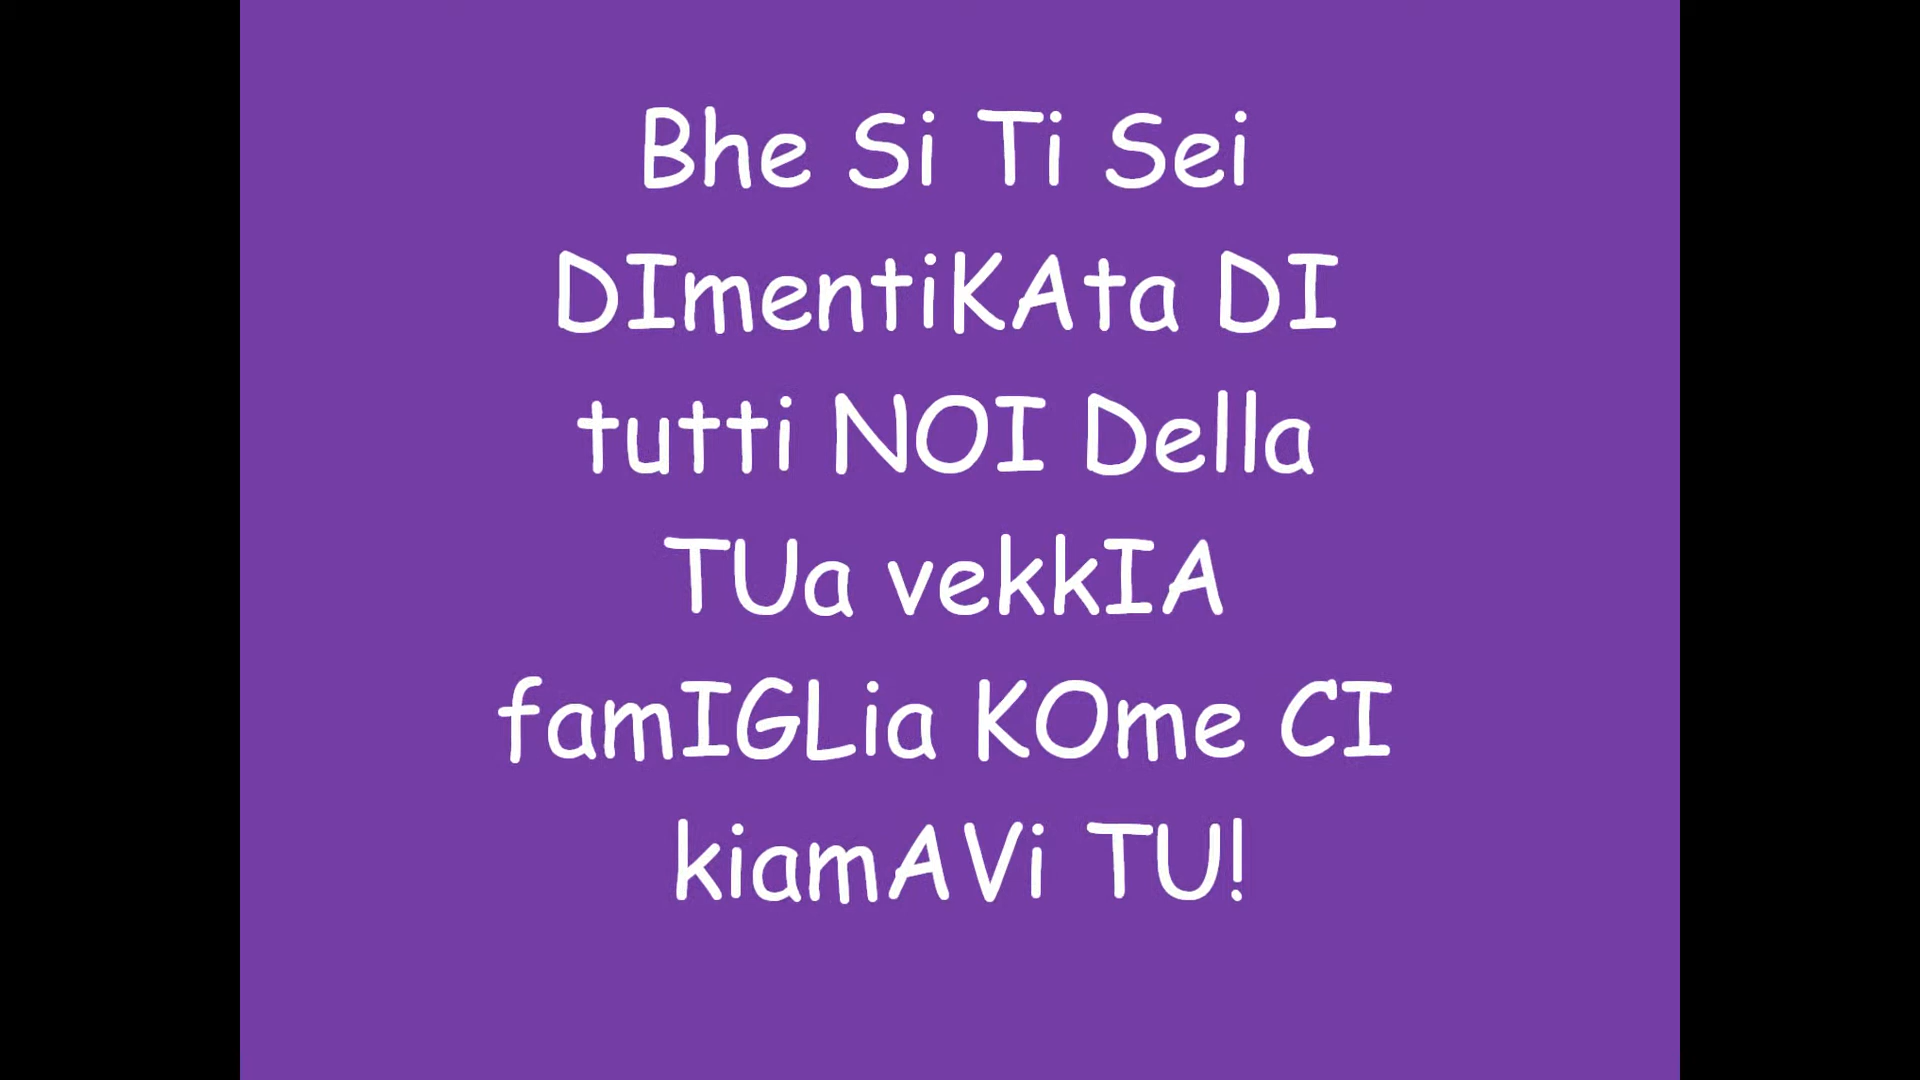 Bhe Si Ti Sei
DImentiKAta DI
tutti NOI Della
TUa vekkIA
famIGLia KOme CI
kiamAVi TU!